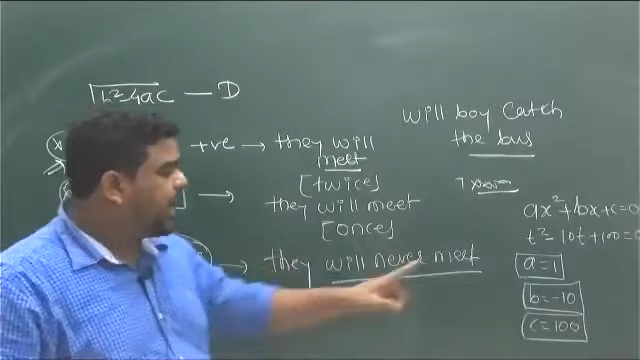 √b²-4ac — D
+ve → they will
meet
[twice]
→ they will meet
[once]
→ they will never meet
will boy catch
the bus
ax²+bx+c=0
t²-10t+100=0
a=1
b=-10
c=100